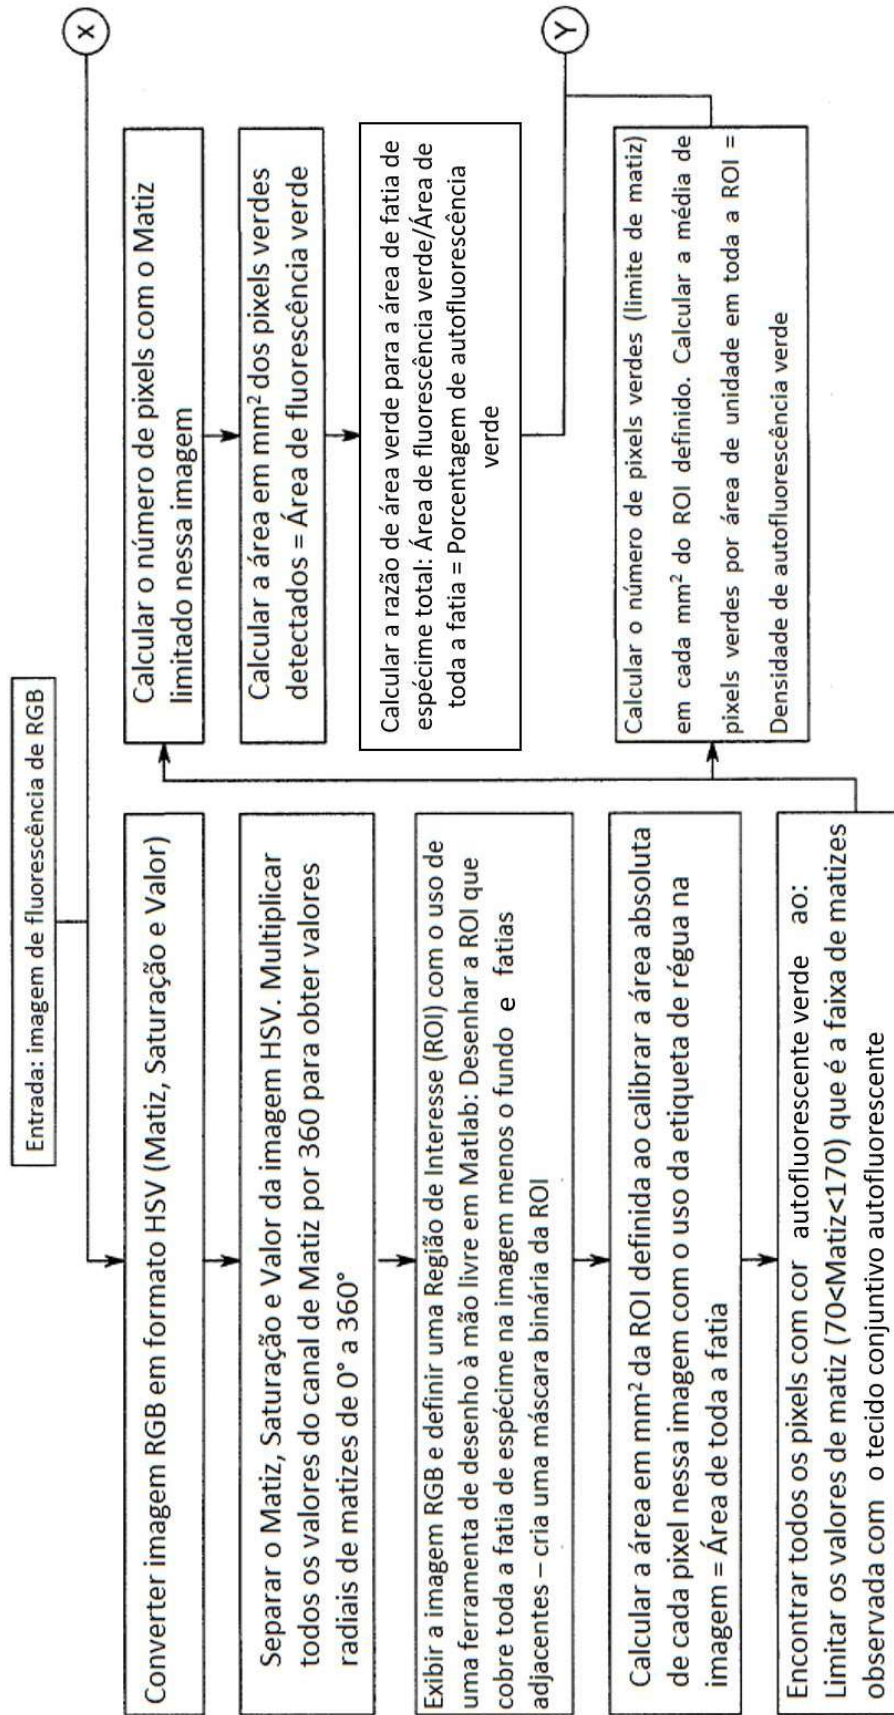 Entrada: imagem de fluorescência de RGB
X
Converter imagem RGB em formato HSV (Matiz, Saturação e Valor)
Separar o Matiz, Saturação e Valor da imagem HSV. Multiplicar
todos os valores do canal de Matiz por 360 para obter valores
radiais de matizes de 0° a 360°
Exibir a imagem RGB e definir uma Região de Interesse (ROI) com o uso de
uma ferramenta de desenho à mão livre em Matlab: Desenhar a ROI que
cobre toda a fatia de espécime na imagem menos o fundo e fatias
adjacentes – cria uma máscara binária da ROI
Calcular a área em mm² da ROI definida ao calibrar a área absoluta
de cada pixel nessa imagem com o uso da etiqueta de régua na
imagem = Área de toda a fatia
Encontrar todos os pixels com cor autofluorescente verde ao:
Limitar os valores de matiz (70<Matiz<170) que é a faixa de matizes
observada com o tecido conjuntivo autofluorescente
Calcular o número de pixels com o Matiz
limitado nessa imagem
Calcular a área em mm² dos pixels verdes
detectados = Área de fluorescência verde
Calcular a razão de área verde para a área de fatia de
espécime total: Área de fluorescência verde/Área de
toda a fatia = Porcentagem de autofluorescência
verde
Y
Calcular o número de pixels verdes (limite de matiz)
em cada mm² do ROI definido. Calcular a média de
pixels verdes por área de unidade em toda a ROI =
Densidade de autofluorescência verde